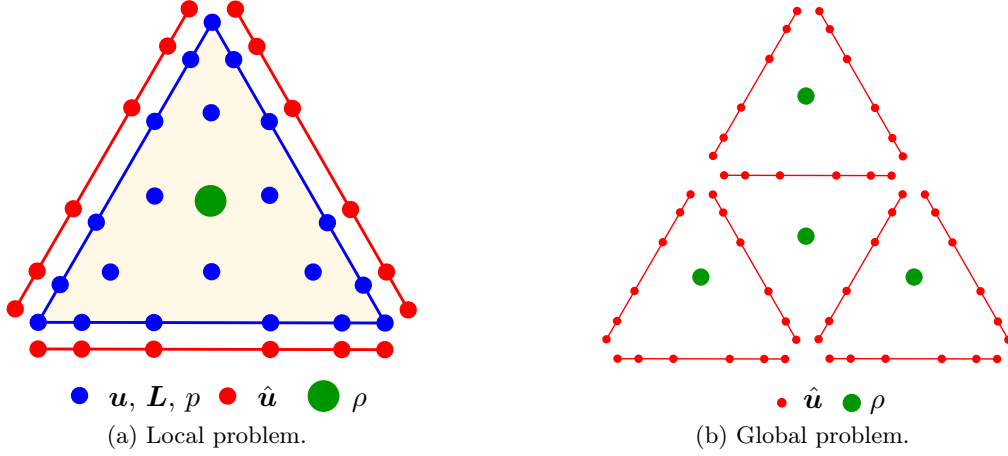 u, L, p û ρ
(a) Local problem.
û ρ
(b) Global problem.